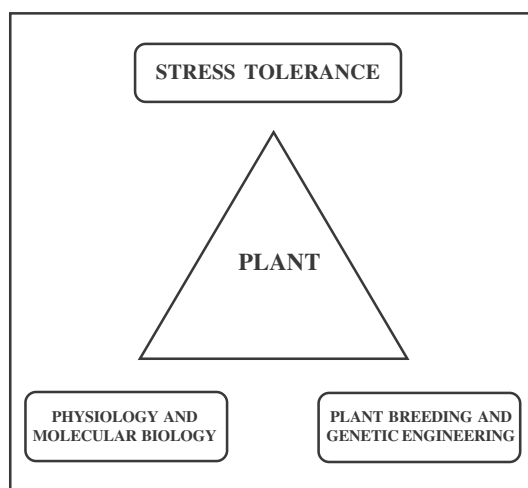 STRESS TOLERANCE
PLANT
PHYSIOLOGY AND
MOLECULAR BIOLOGY
PLANT BREEDING AND
GENETIC ENGINEERING